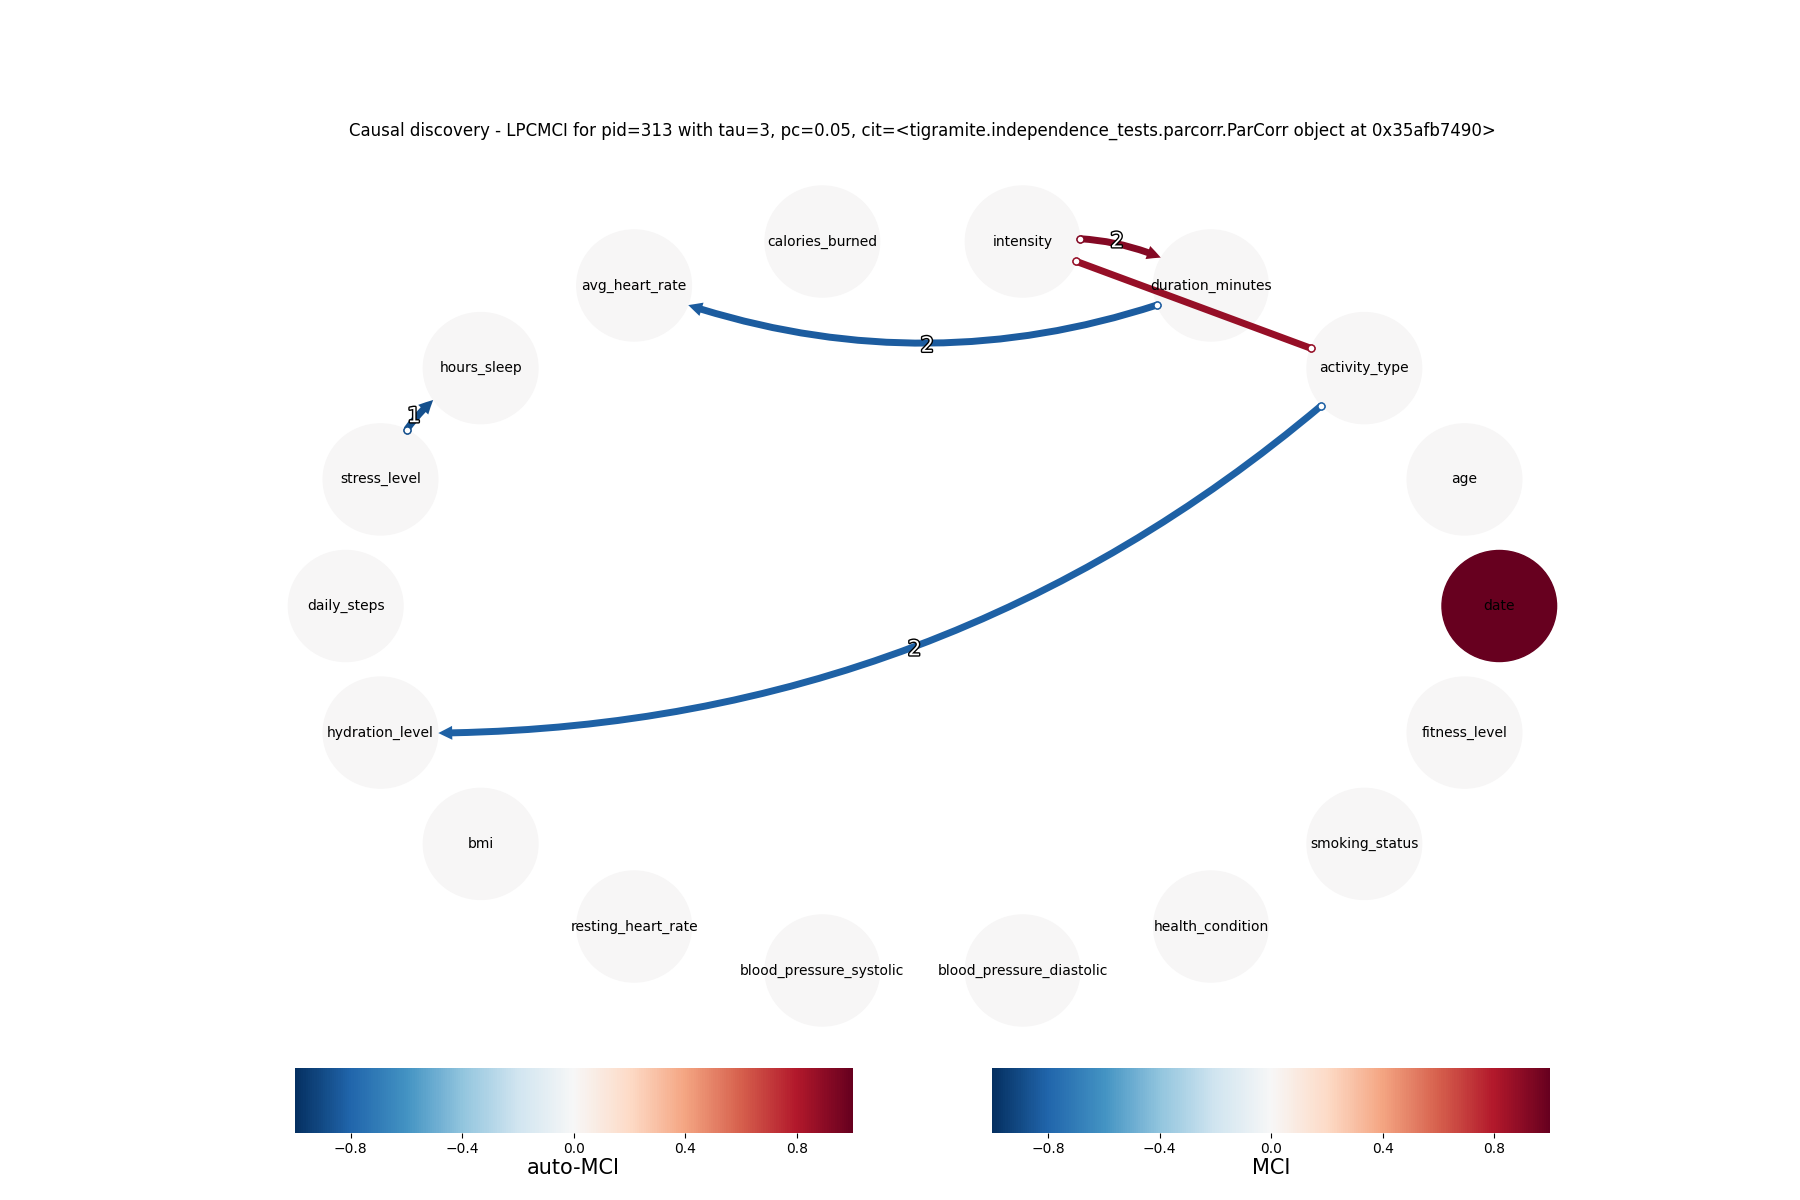 Causal discovery - LPCMCI for pid=313 with tau=3, pc=0.05, cit=<tigramite.independence_tests.parcorr.ParCorr object at 0x35afb7490>
calories_burned
intensity
2
avg_heart_rate
duration_minutes
2
hours_sleep
activity_type
1
stress_level
age
daily_steps
date
2
hydration_level
fitness_level
bmi
smoking_status
resting_heart_rate
health_condition
blood_pressure_systolic
blood_pressure_diastolic
−0.8 −0.4 0.0 0.4 0.8
auto-MCI
−0.8 −0.4 0.0 0.4 0.8
MCI